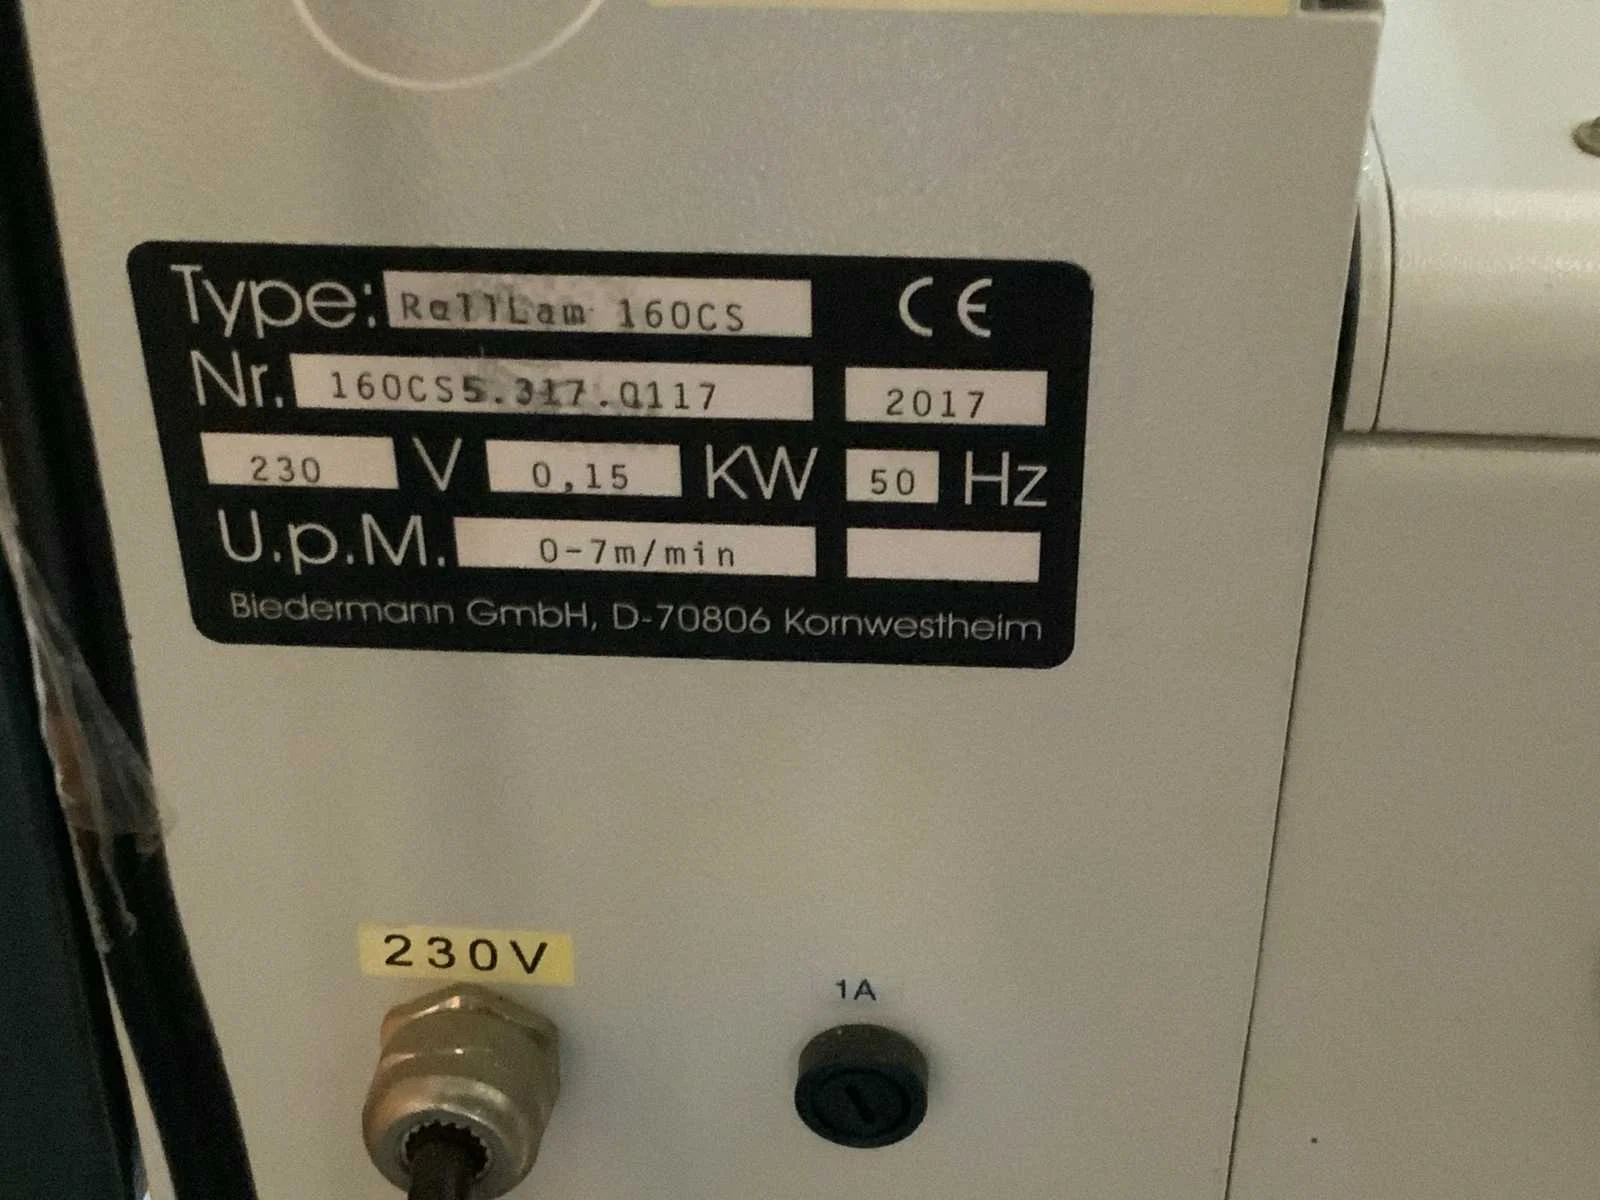 Type: RollLam 160CS CE
Nr. 160CS5.317.0117 2017
230 V 0,15 KW 50 Hz
U.p.M. 0-7m/min
Biedermann GmbH, D-70806 Kornwestheim
230V
1A